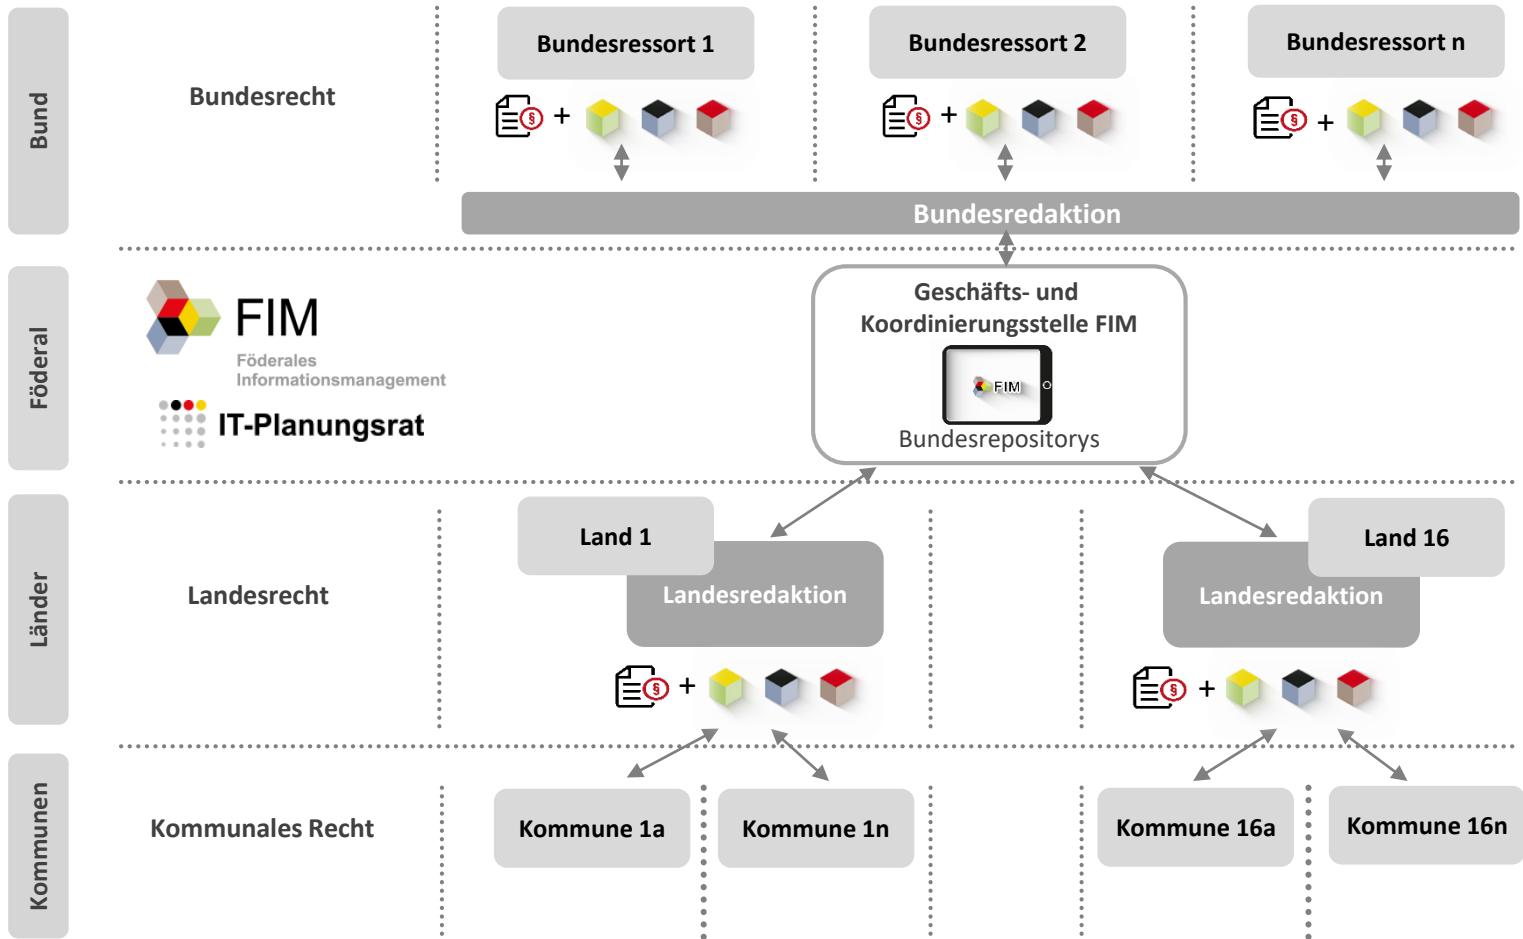 Bund
Bundesrecht
Bundesressort 1
Bundesressort 2
Bundesressort n
§ +
§ +
§ +
Bundesredaktion
Föderal
FIM
Föderales
Informationsmanagement
IT-Planungsrat
Geschäfts- und
Koordinierungsstelle FIM
FIM
Bundesrepositorys
Länder
Landesrecht
Land 1
Landesredaktion
§ +
Land 16
Landesredaktion
§ +
Kommunen
Kommunales Recht
Kommune 1a
Kommune 1n
Kommune 16a
Kommune 16n